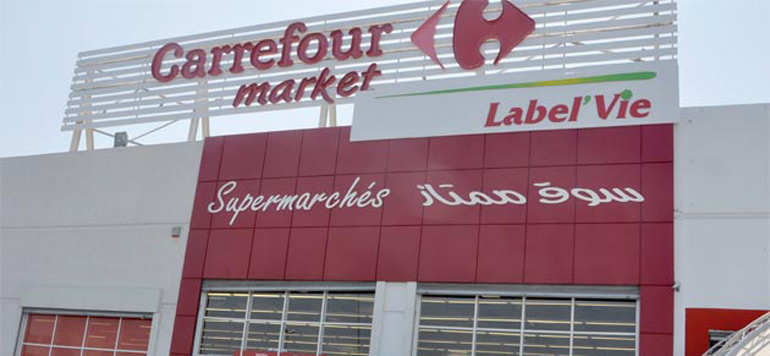 Carrefour
market
Label'Vie
Supermarchés سوق ممتاز